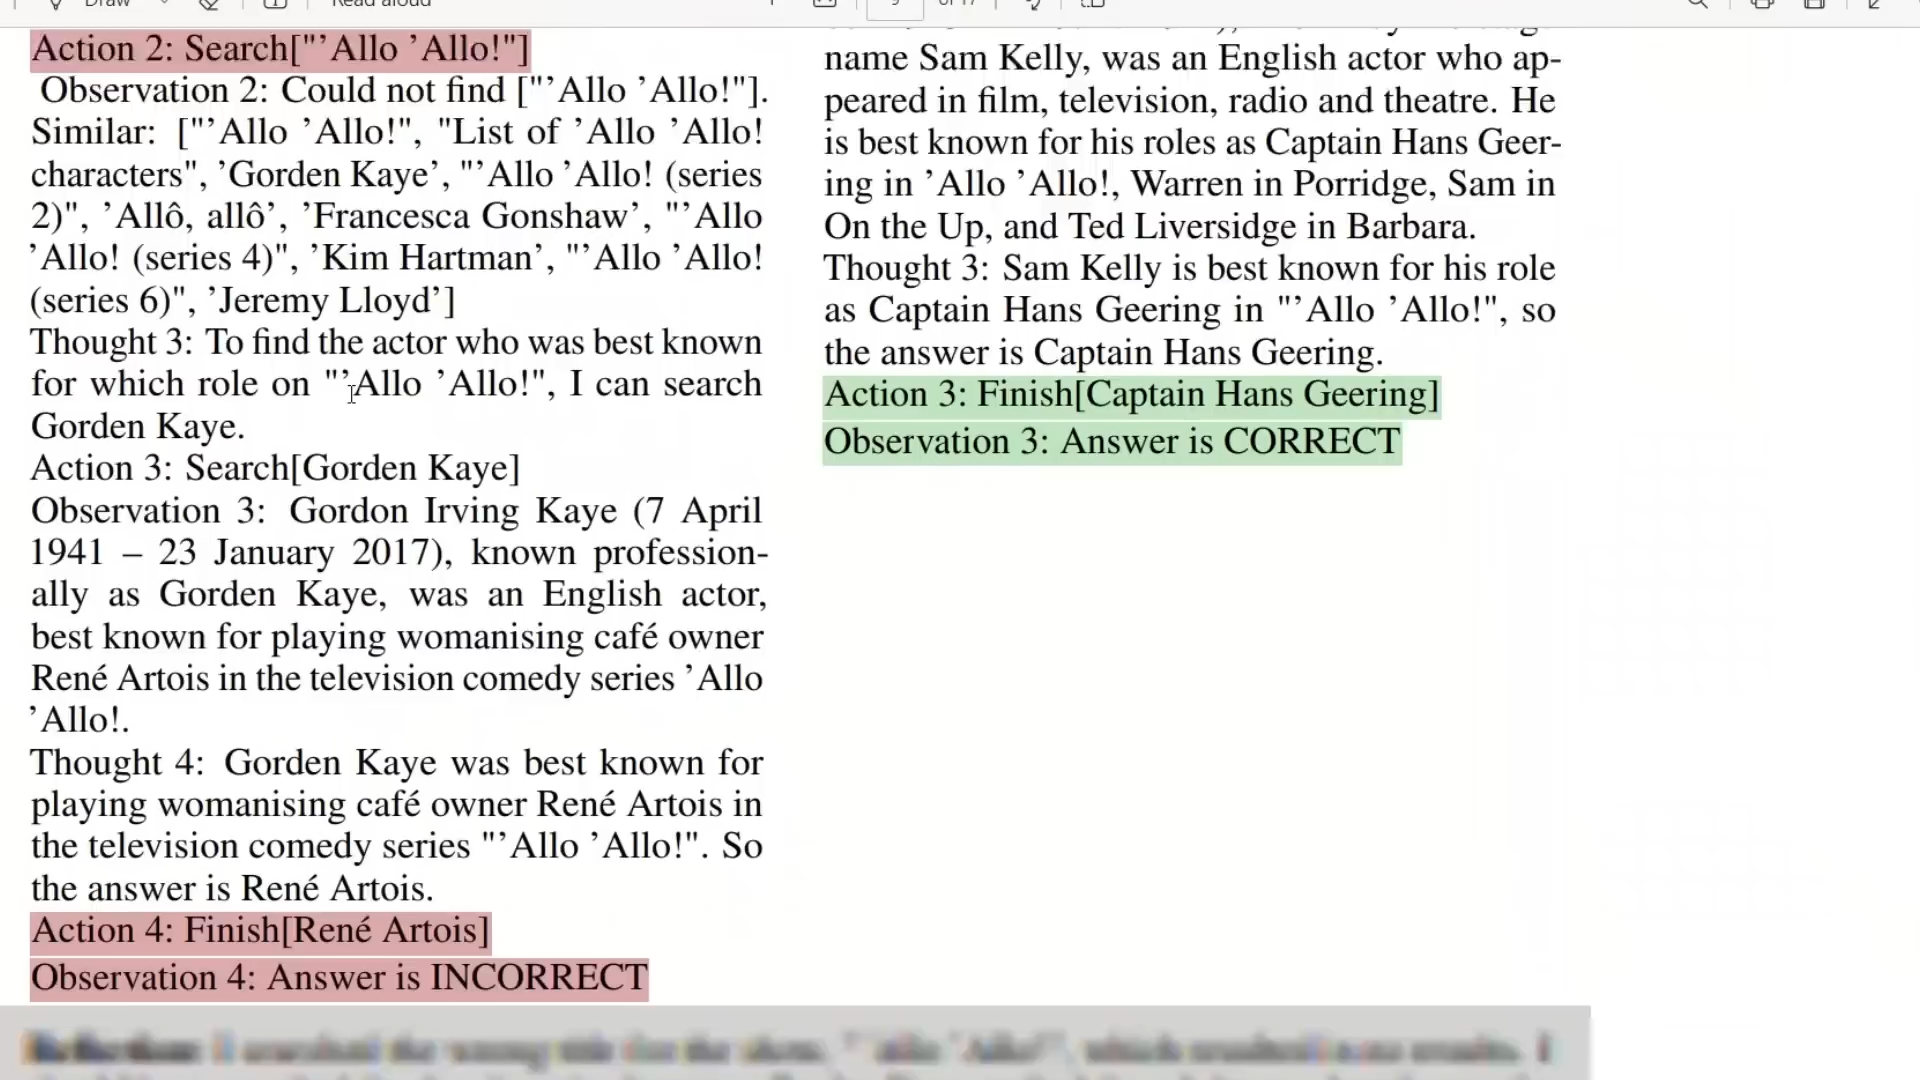 Draw
Read aloud
of 17
Action 2: Search["'Allo 'Allo!"]
Observation 2: Could not find ["'Allo 'Allo!"].
Similar: ["'Allo 'Allo!", "List of 'Allo 'Allo!
characters", 'Gorden Kaye', "'Allo 'Allo! (series
2)", 'Allô, allô', 'Francesca Gonshaw', "'Allo
'Allo! (series 4)", 'Kim Hartman', "'Allo 'Allo!
(series 6)", 'Jeremy Lloyd']
Thought 3: To find the actor who was best known
for which role on "'Allo 'Allo!", I can search
Gorden Kaye.
Action 3: Search[Gorden Kaye]
Observation 3: Gordon Irving Kaye (7 April
1941 – 23 January 2017), known profession-
ally as Gorden Kaye, was an English actor,
best known for playing womanising café owner
René Artois in the television comedy series 'Allo
'Allo!.
Thought 4: Gorden Kaye was best known for
playing womanising café owner René Artois in
the television comedy series "'Allo 'Allo!". So
the answer is René Artois.
Action 4: Finish[René Artois]
Observation 4: Answer is INCORRECT
name Sam Kelly, was an English actor who ap-
peared in film, television, radio and theatre. He
is best known for his roles as Captain Hans Geer-
ing in 'Allo 'Allo!, Warren in Porridge, Sam in
On the Up, and Ted Liversidge in Barbara.
Thought 3: Sam Kelly is best known for his role
as Captain Hans Geering in "'Allo 'Allo!", so
the answer is Captain Hans Geering.
Action 3: Finish[Captain Hans Geering]
Observation 3: Answer is CORRECT